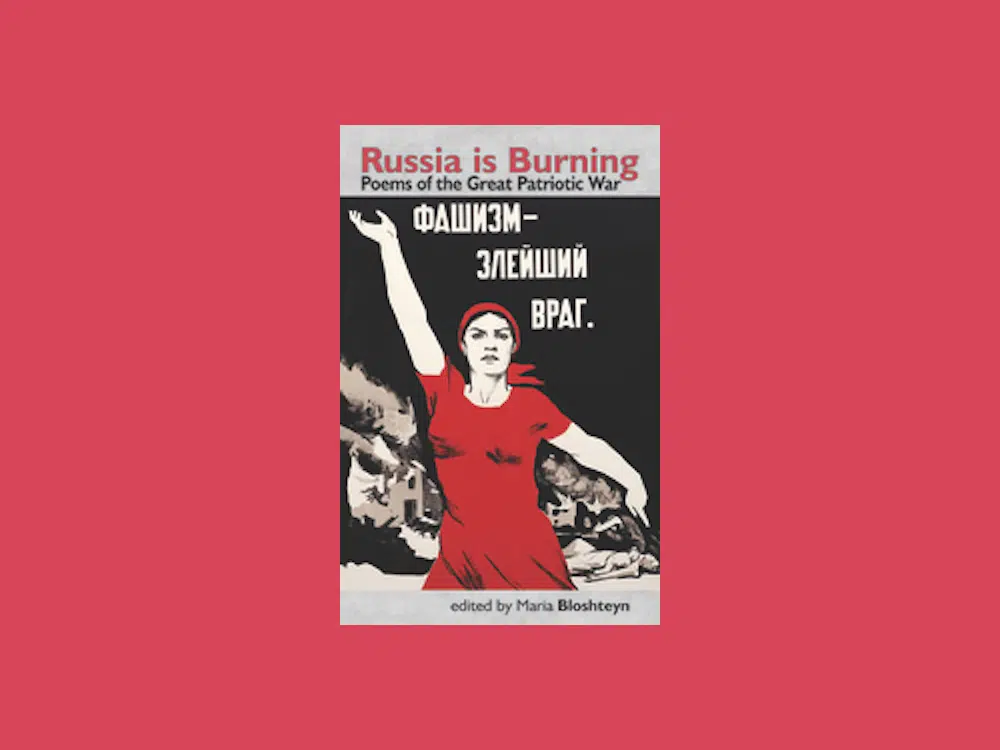 Russia is Burning
Poems of the Great Patriotic War
ФАШИЗМ–
ЗЛЕЙШИЙ
ВРАГ.
edited by Maria Bloshteyn